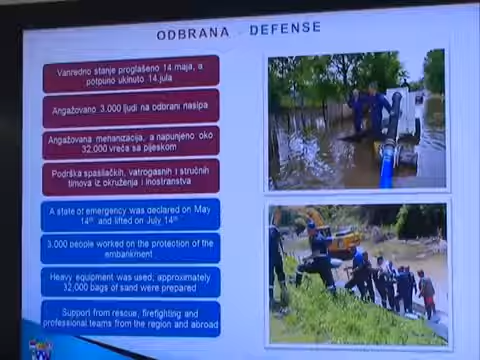 ODBRANA - DEFENSE
Vanredno stanje proglašeno 14.maja, a
potpuno ukinuto 14.jula
Angažovano 3.000 ljudi na odbrani nasipa
Angažovana mehanizacija, a napunjeno oko
32.000 vreća sa pijeskom
Podrška spasilačkih, vatrogasnih i stručnih
timova iz okruženja i inostranstva
A state of emergency was declared on May
14th and lifted on July 14th
3.000 people worked on the protection of the
embankment
Heavy equipment was used; approximately
32,000 bags of sand were prepared
Support from rescue, firefighting and
professional teams from the region and abroad